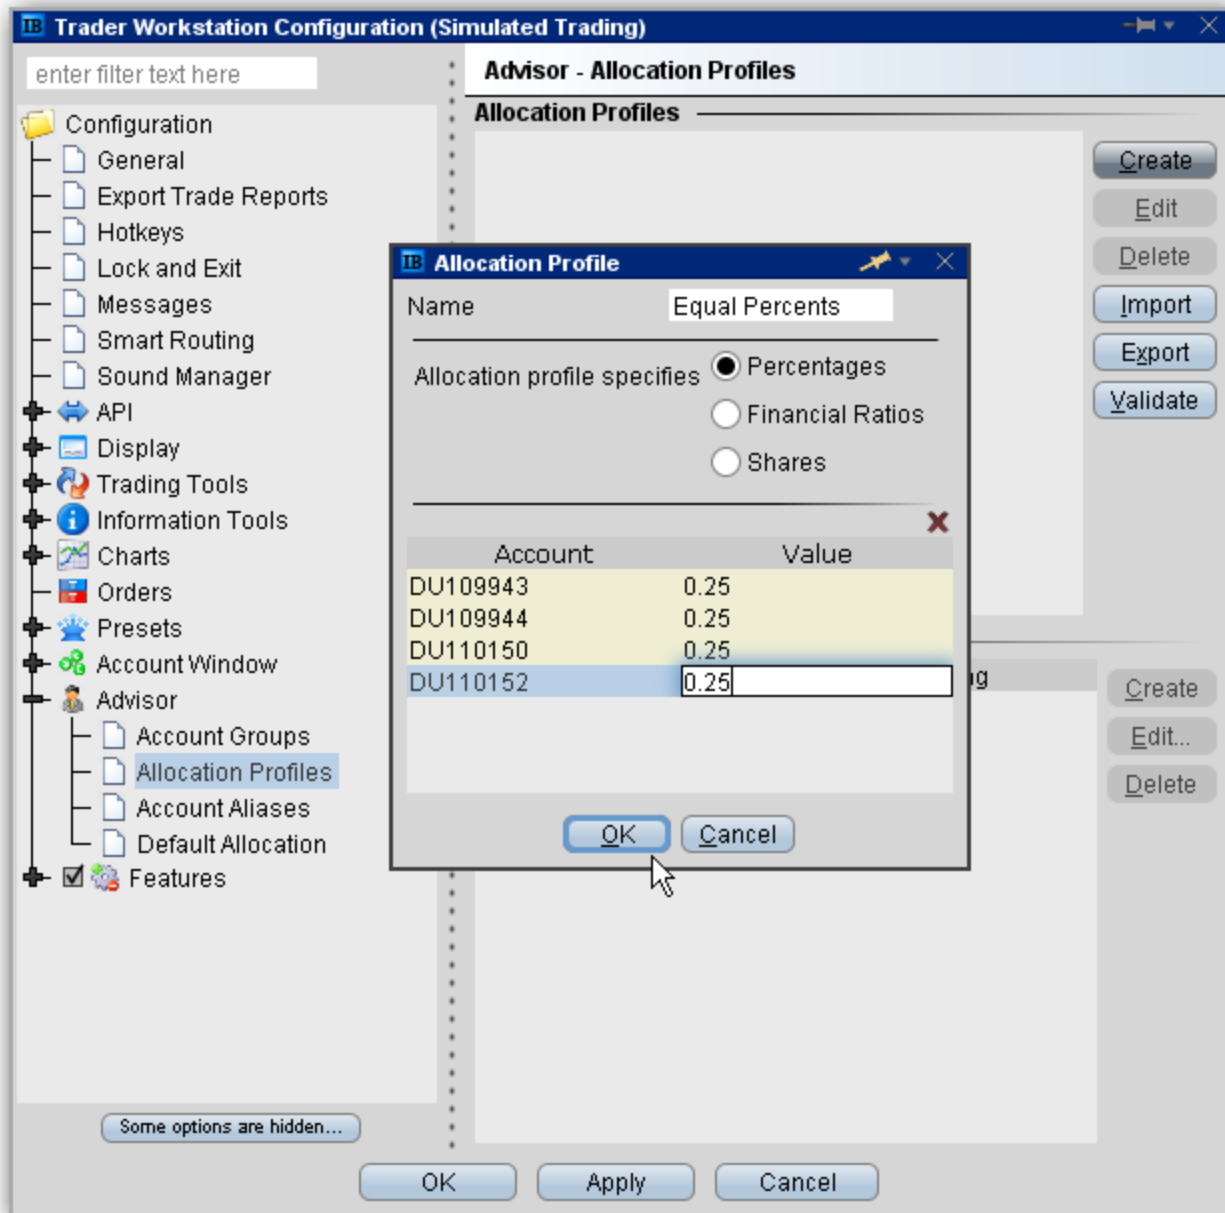 IB Trader Workstation Configuration (Simulated Trading)
enter filter text here
Configuration
General
Export Trade Reports
Hotkeys
Lock and Exit
Messages
Smart Routing
Sound Manager
API
Display
Trading Tools
Information Tools
Charts
Orders
Presets
Account Window
Advisor
Account Groups
Allocation Profiles
Account Aliases
Default Allocation
Features
Some options are hidden...
Advisor - Allocation Profiles
Allocation Profiles
Create
Edit
Delete
Import
Export
Validate
IB Allocation Profile
Name Equal Percents
Allocation profile specifies Percentages
Financial Ratios
Shares
Account Value
DU109943 0.25
DU109944 0.25
DU110150 0.25
DU110152 0.25
OK Cancel
Create
Edit...
Delete
OK Apply Cancel